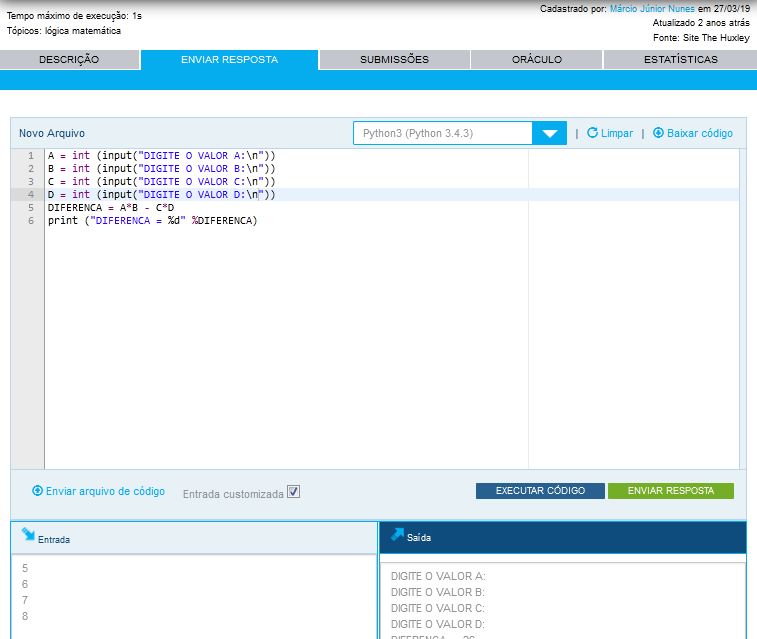 Cadastrado por: Márcio Júnior Nunes em 27/03/19
Tempo máximo de execução: 1s
Atualizado 2 anos atrás
Tópicos: lógica matemática
Fonte: Site The Huxley
DESCRIÇÃO ENVIAR RESPOSTA SUBMISSÕES ORÁCULO ESTATÍSTICAS
Novo Arquivo Python3 (Python 3.4.3) | Limpar | Baixar código
1 A = int (input("DIGITE O VALOR A:\n"))
2 B = int (input("DIGITE O VALOR B:\n"))
3 C = int (input("DIGITE O VALOR C:\n"))
4 D = int (input("DIGITE O VALOR D:\n"))
5 DIFERENCA = A*B - C*D
6 print ("DIFERENCA = %d" %DIFERENCA)
Enviar arquivo de código Entrada customizada EXECUTAR CÓDIGO ENVIAR RESPOSTA
Entrada
5
6
7
8
Saída
DIGITE O VALOR A:
DIGITE O VALOR B:
DIGITE O VALOR C:
DIGITE O VALOR D: